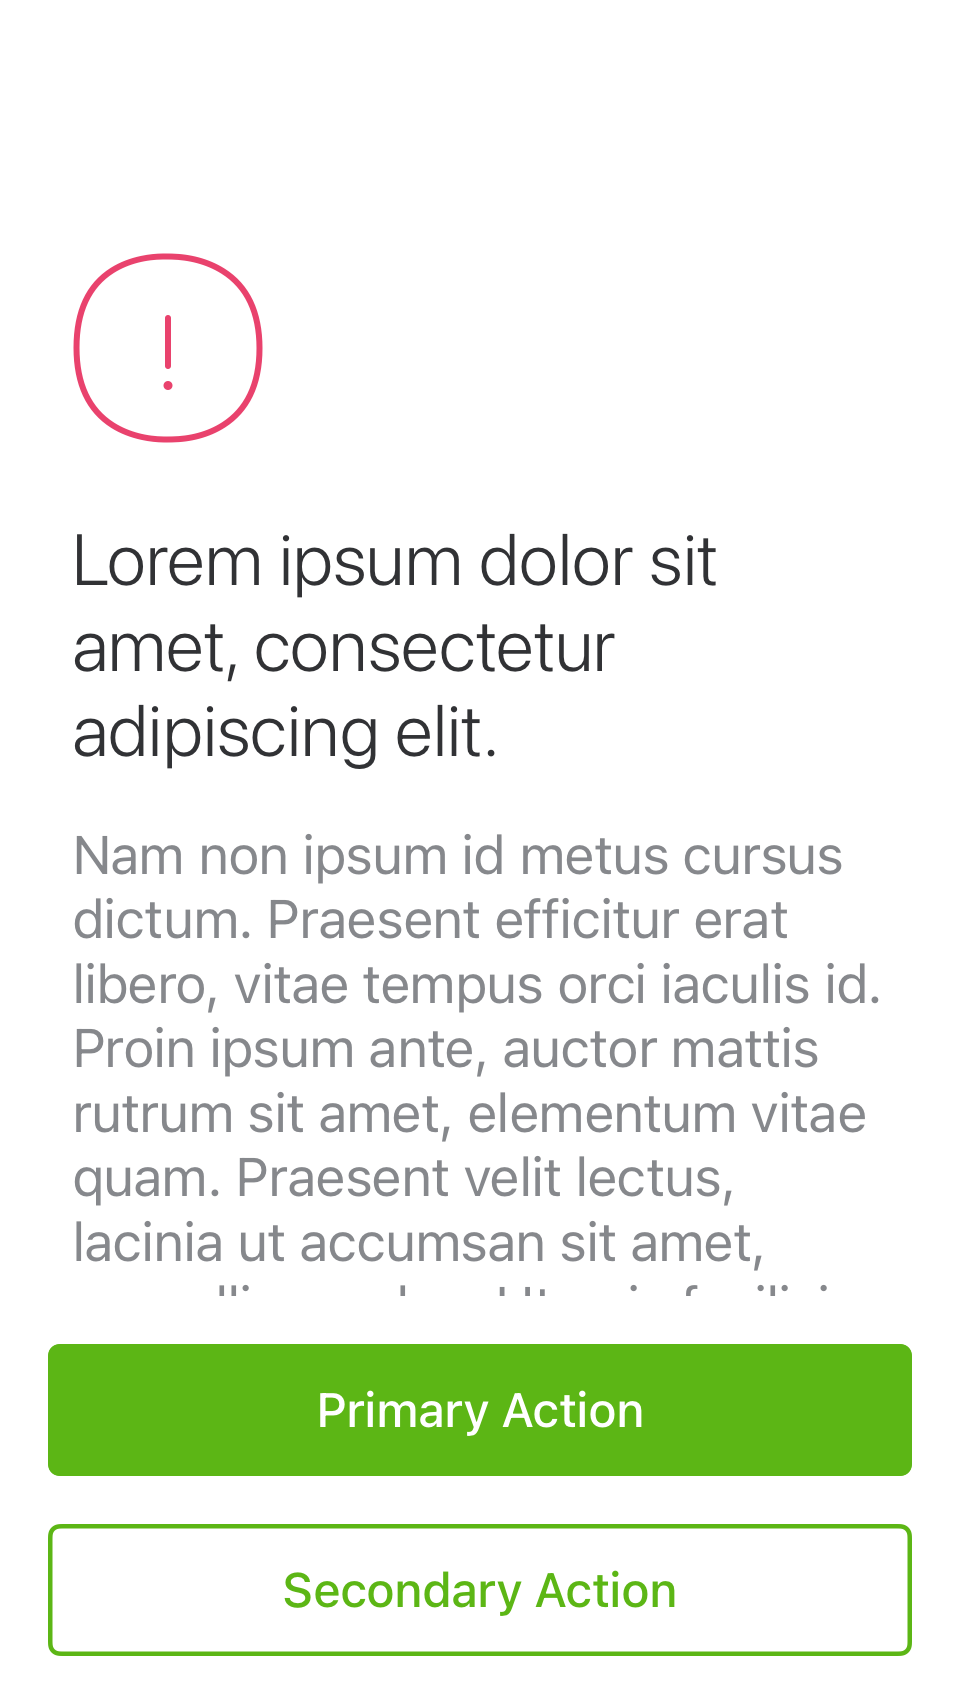 Lorem ipsum dolor sit
amet, consectetur
adipiscing elit.
Nam non ipsum id metus cursus
dictum. Praesent efficitur erat
libero, vitae tempus orci iaculis id.
Proin ipsum ante, auctor mattis
rutrum sit amet, elementum vitae
quam. Praesent velit lectus,
lacinia ut accumsan sit amet,
Primary Action
Secondary Action